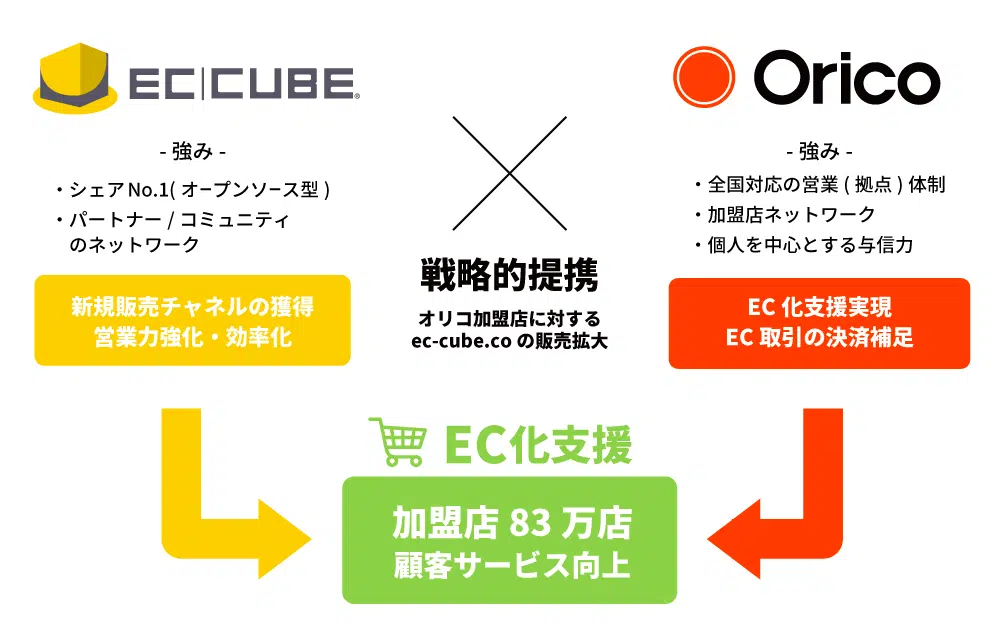 EC CUBE®
- 強み -
・シェアNo.1( オープンソース型 )
・パートナー / コミュニティ
のネットワーク
新規販売チャネルの獲得
営業力強化・効率化
戦略的提携
オリコ加盟店に対する
ec-cube.co の販売拡大
Orico
- 強み -
・全国対応の営業 ( 拠点 ) 体制
・加盟店ネットワーク
・個人を中心とする与信力
EC 化支援実現
EC 取引の決済補足
EC化支援
加盟店 83 万店
顧客サービス向上